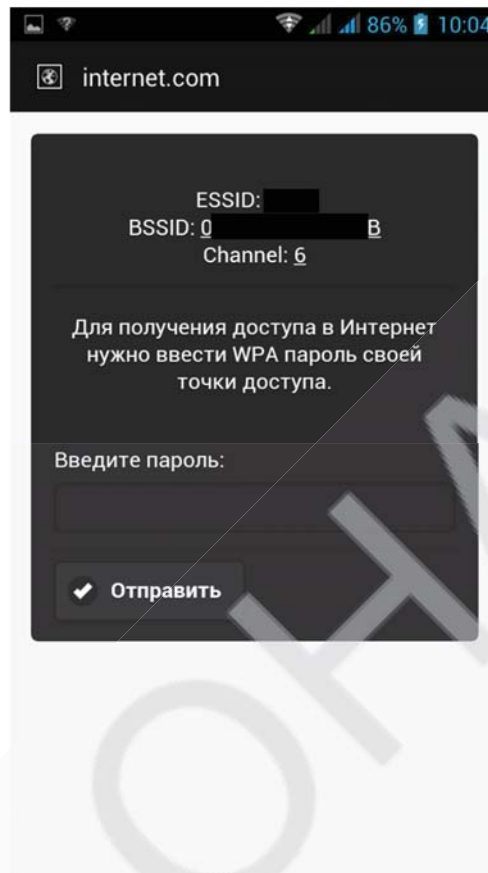 86% 10:04
internet.com
ESSID:
BSSID: 0 B
Channel: 6
Для получения доступа в Интернет
нужно ввести WPA пароль своей
точки доступа.
Введите пароль:
Отправить